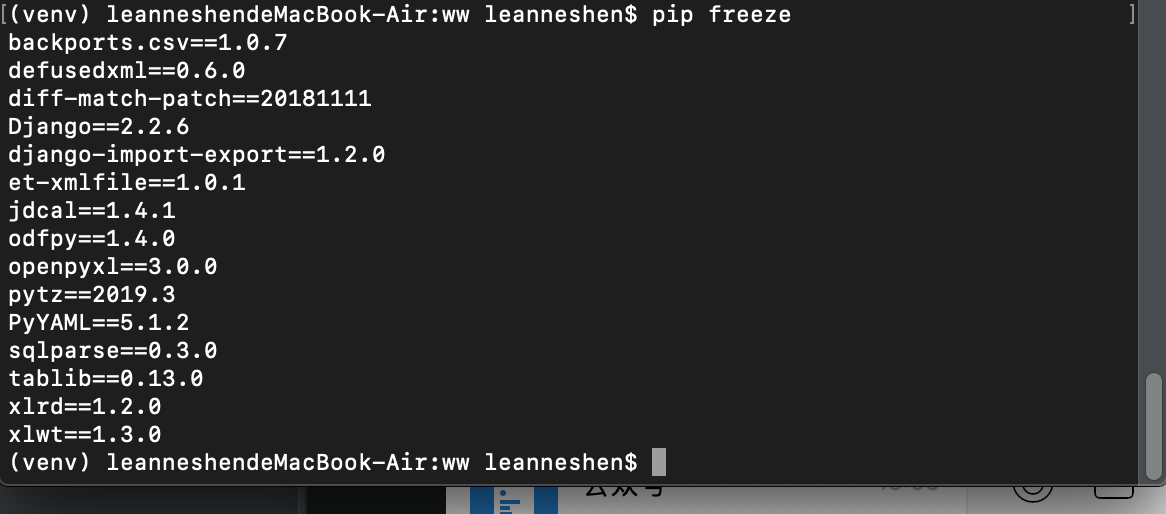 [(venv) leanneshendeMacBook-Air:ww leanneshen$ pip freeze ]
backports.csv==1.0.7
defusedxml==0.6.0
diff-match-patch==20181111
Django==2.2.6
django-import-export==1.2.0
et-xmlfile==1.0.1
jdcal==1.4.1
odfpy==1.4.0
openpyxl==3.0.0
pytz==2019.3
PyYAML==5.1.2
sqlparse==0.3.0
tablib==0.13.0
xlrd==1.2.0
xlwt==1.3.0
(venv) leanneshendeMacBook-Air:ww leanneshen$
公众号